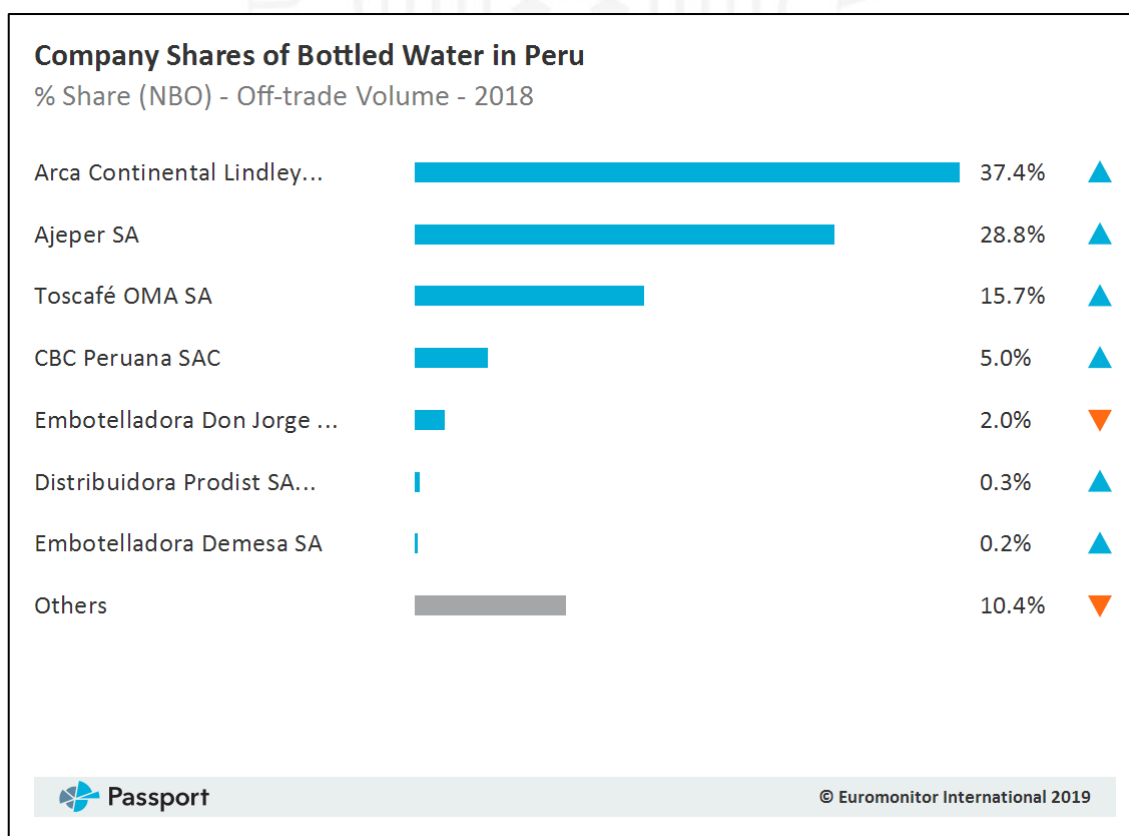 Company Shares of Bottled Water in Peru
% Share (NBO) - Off-trade Volume - 2018
Arca Continental Lindley... 37.4%
Ajeper SA 28.8%
Toscafé OMA SA 15.7%
CBC Peruana SAC 5.0%
Embotelladora Don Jorge ... 2.0%
Distribuidora Prodist SA... 0.3%
Embotelladora Demesa SA 0.2%
Others 10.4%
Passport © Euromonitor International 2019